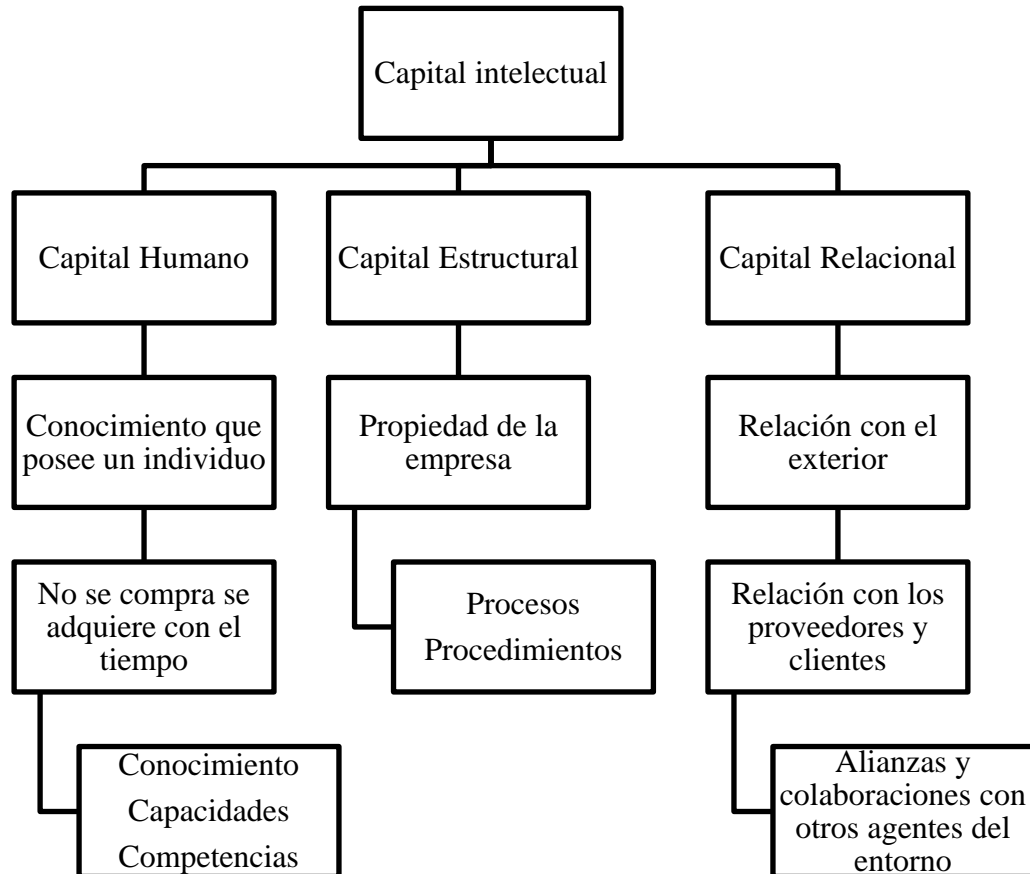 Capital intelectual
Capital Humano
Capital Estructural
Capital Relacional
Conocimiento que
posee un individuo
Propiedad de la
empresa
Relación con el
exterior
No se compra se
adquiere con el
tiempo
Procesos
Procedimientos
Relación con los
proveedores y
clientes
Conocimiento
Capacidades
Competencias
Alianzas y
colaboraciones con
otros agentes del
entorno